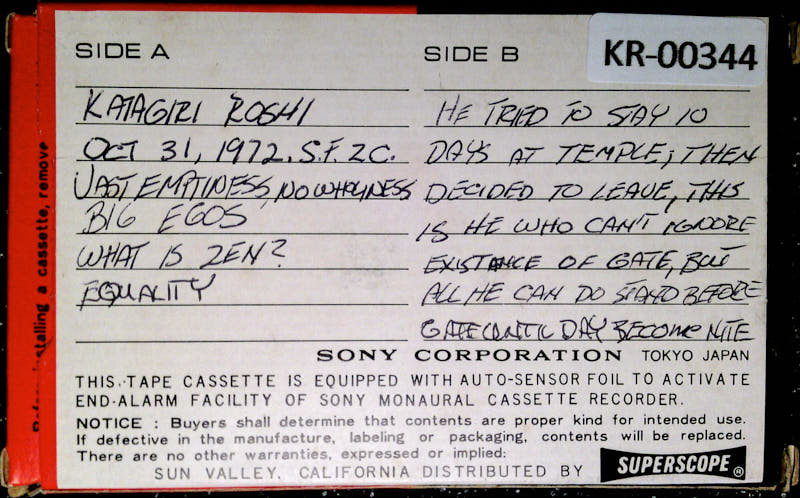 SIDE A
KATAGIRI ROSHI
OCT 31, 1972. S.F. Z.C.
VAST EMPTINESS, NO WHOLINESS
BIG EGOS
WHAT IS ZEN?
EQUALITY
SIDE B
KR-00344
HE TRIED TO STAY 10
DAYS AT TEMPLE; THEN
DECIDED TO LEAVE, THIS
IS HE WHO CAN'T IGNORE
EXISTANCE OF GATE, BUT
ALL HE CAN DO STAND BEFORE
GATE UNTIL DAY BECOME NITE
SONY CORPORATION TOKYO JAPAN
THIS TAPE CASSETTE IS EQUIPPED WITH AUTO-SENSOR FOIL TO ACTIVATE
END-ALARM FACILITY OF SONY MONAURAL CASSETTE RECORDER.
NOTICE : Buyers shall determine that contents are proper kind for intended use.
If defective in the manufacture, labeling or packaging, contents will be replaced.
There are no other warranties, expressed or implied:
SUN VALLEY, CALIFORNIA DISTRIBUTED BY SUPERSCOPE®
a cassette, remove